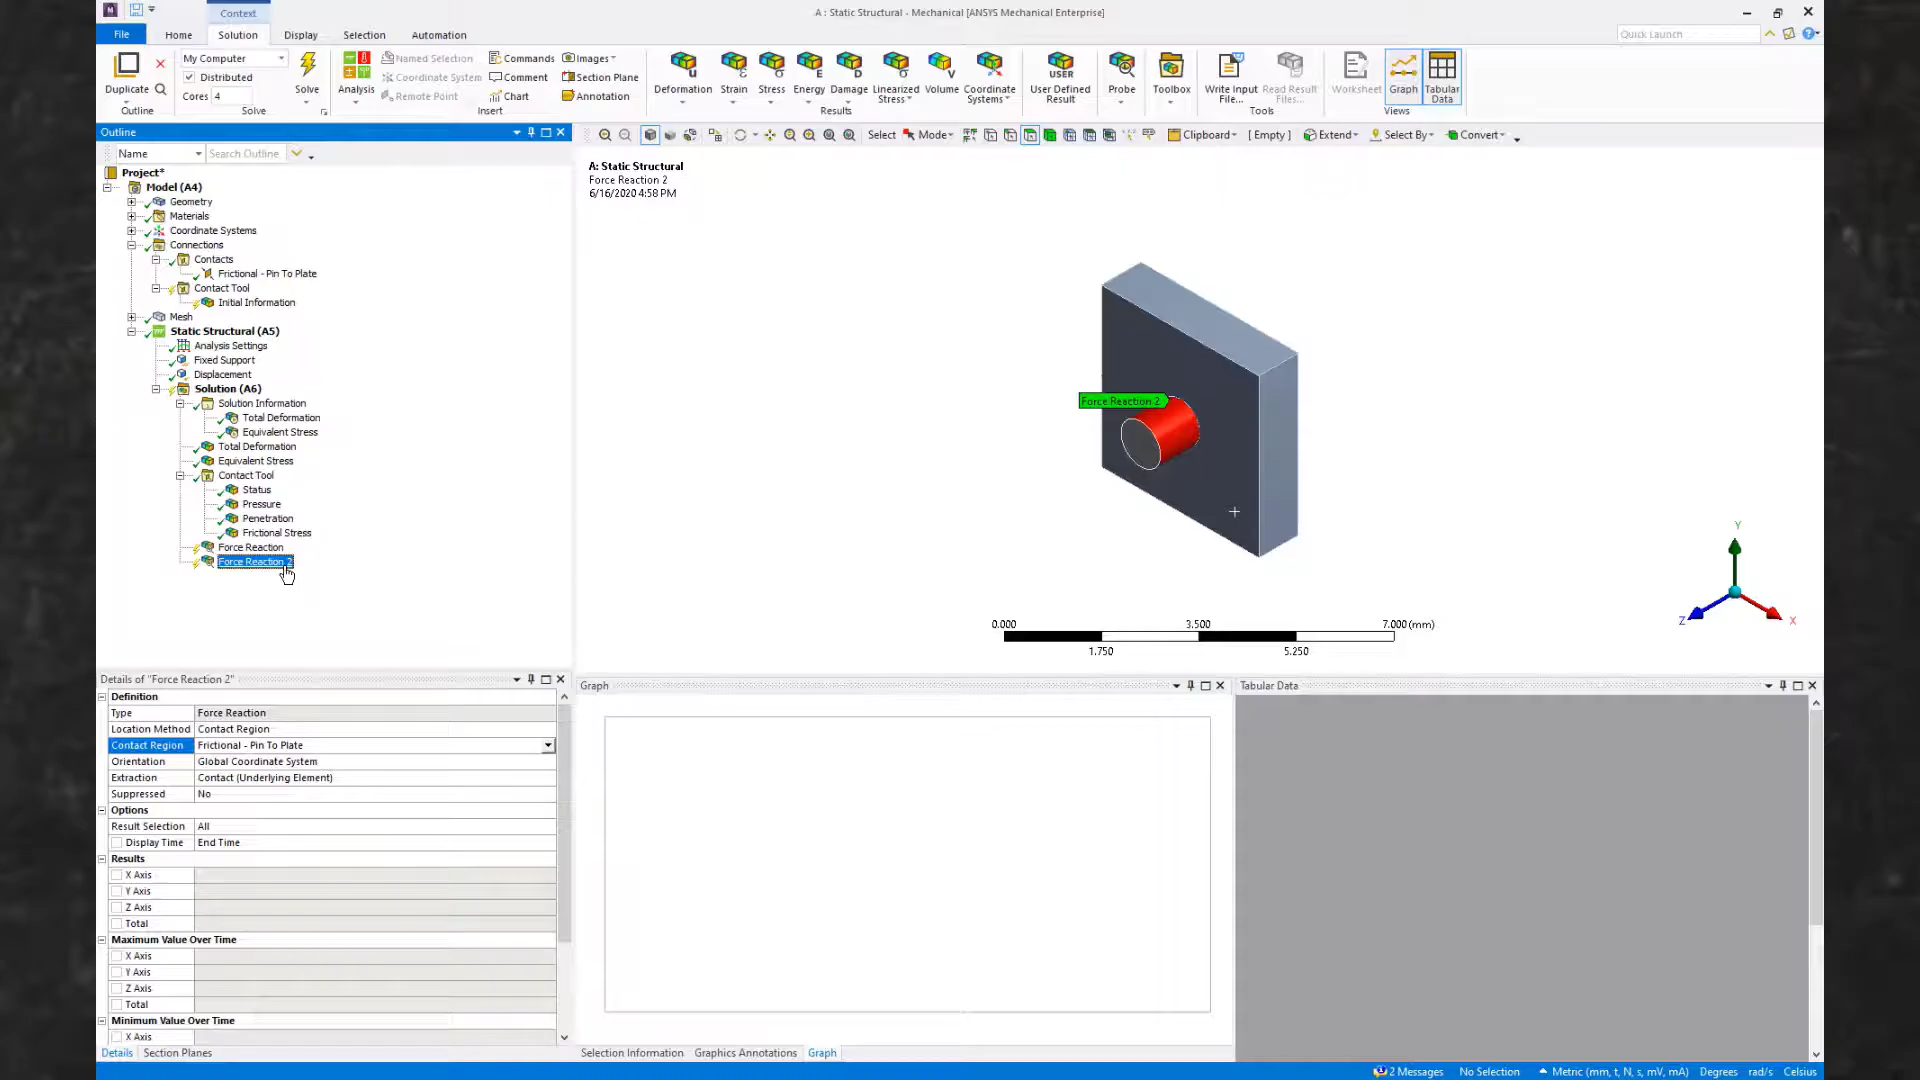 Context
A : Static Structural - Mechanical [ANSYS Mechanical Enterprise]
File
Home
Solution
Display
Selection
Automation
Quick Launch
Duplicate
Outline
My Computer
Distributed
Cores 4
Solve
Solve
Analysis
Named Selection
Coordinate System
Remote Point
Commands
Comment
Chart
Images
Section Plane
Annotation
Insert
Deformation
Strain
Stress
Energy
Damage
Linearized Stress
Volume
Coordinate Systems
Results
USER
User Defined Result
Probe
Toolbox
Write Input File...
Read Result Files...
Tools
Worksheet
Graph
Tabular Data
Views
Outline
Name
Search Outline
Select
Mode
Clipboard
[ Empty ]
Extend
Select By
Convert
Project*
Model (A4)
Geometry
Materials
Coordinate Systems
Connections
Contacts
Frictional - Pin To Plate
Contact Tool
Initial Information
Mesh
Static Structural (A5)
Analysis Settings
Fixed Support
Displacement
Solution (A6)
Solution Information
Total Deformation
Equivalent Stress
Total Deformation
Equivalent Stress
Contact Tool
Status
Pressure
Penetration
Frictional Stress
Force Reaction
Force Reaction 2
A: Static Structural
Force Reaction 2
6/16/2020 4:58 PM
Force Reaction 2
0.000
3.500
7.000 (mm)
1.750
5.250
Y
Z
X
Details of "Force Reaction 2"
Definition
Type Force Reaction
Location Method Contact Region
Contact Region Frictional - Pin To Plate
Orientation Global Coordinate System
Extraction Contact (Underlying Element)
Suppressed No
Options
Result Selection All
Display Time End Time
Results
X Axis
Y Axis
Z Axis
Total
Maximum Value Over Time
X Axis
Y Axis
Z Axis
Total
Minimum Value Over Time
X Axis
Details
Section Planes
Graph
Tabular Data
Selection Information
Graphics Annotations
Graph
2 Messages
No Selection
Metric (mm, t, N, s, mV, mA)
Degrees
rad/s
Celsius